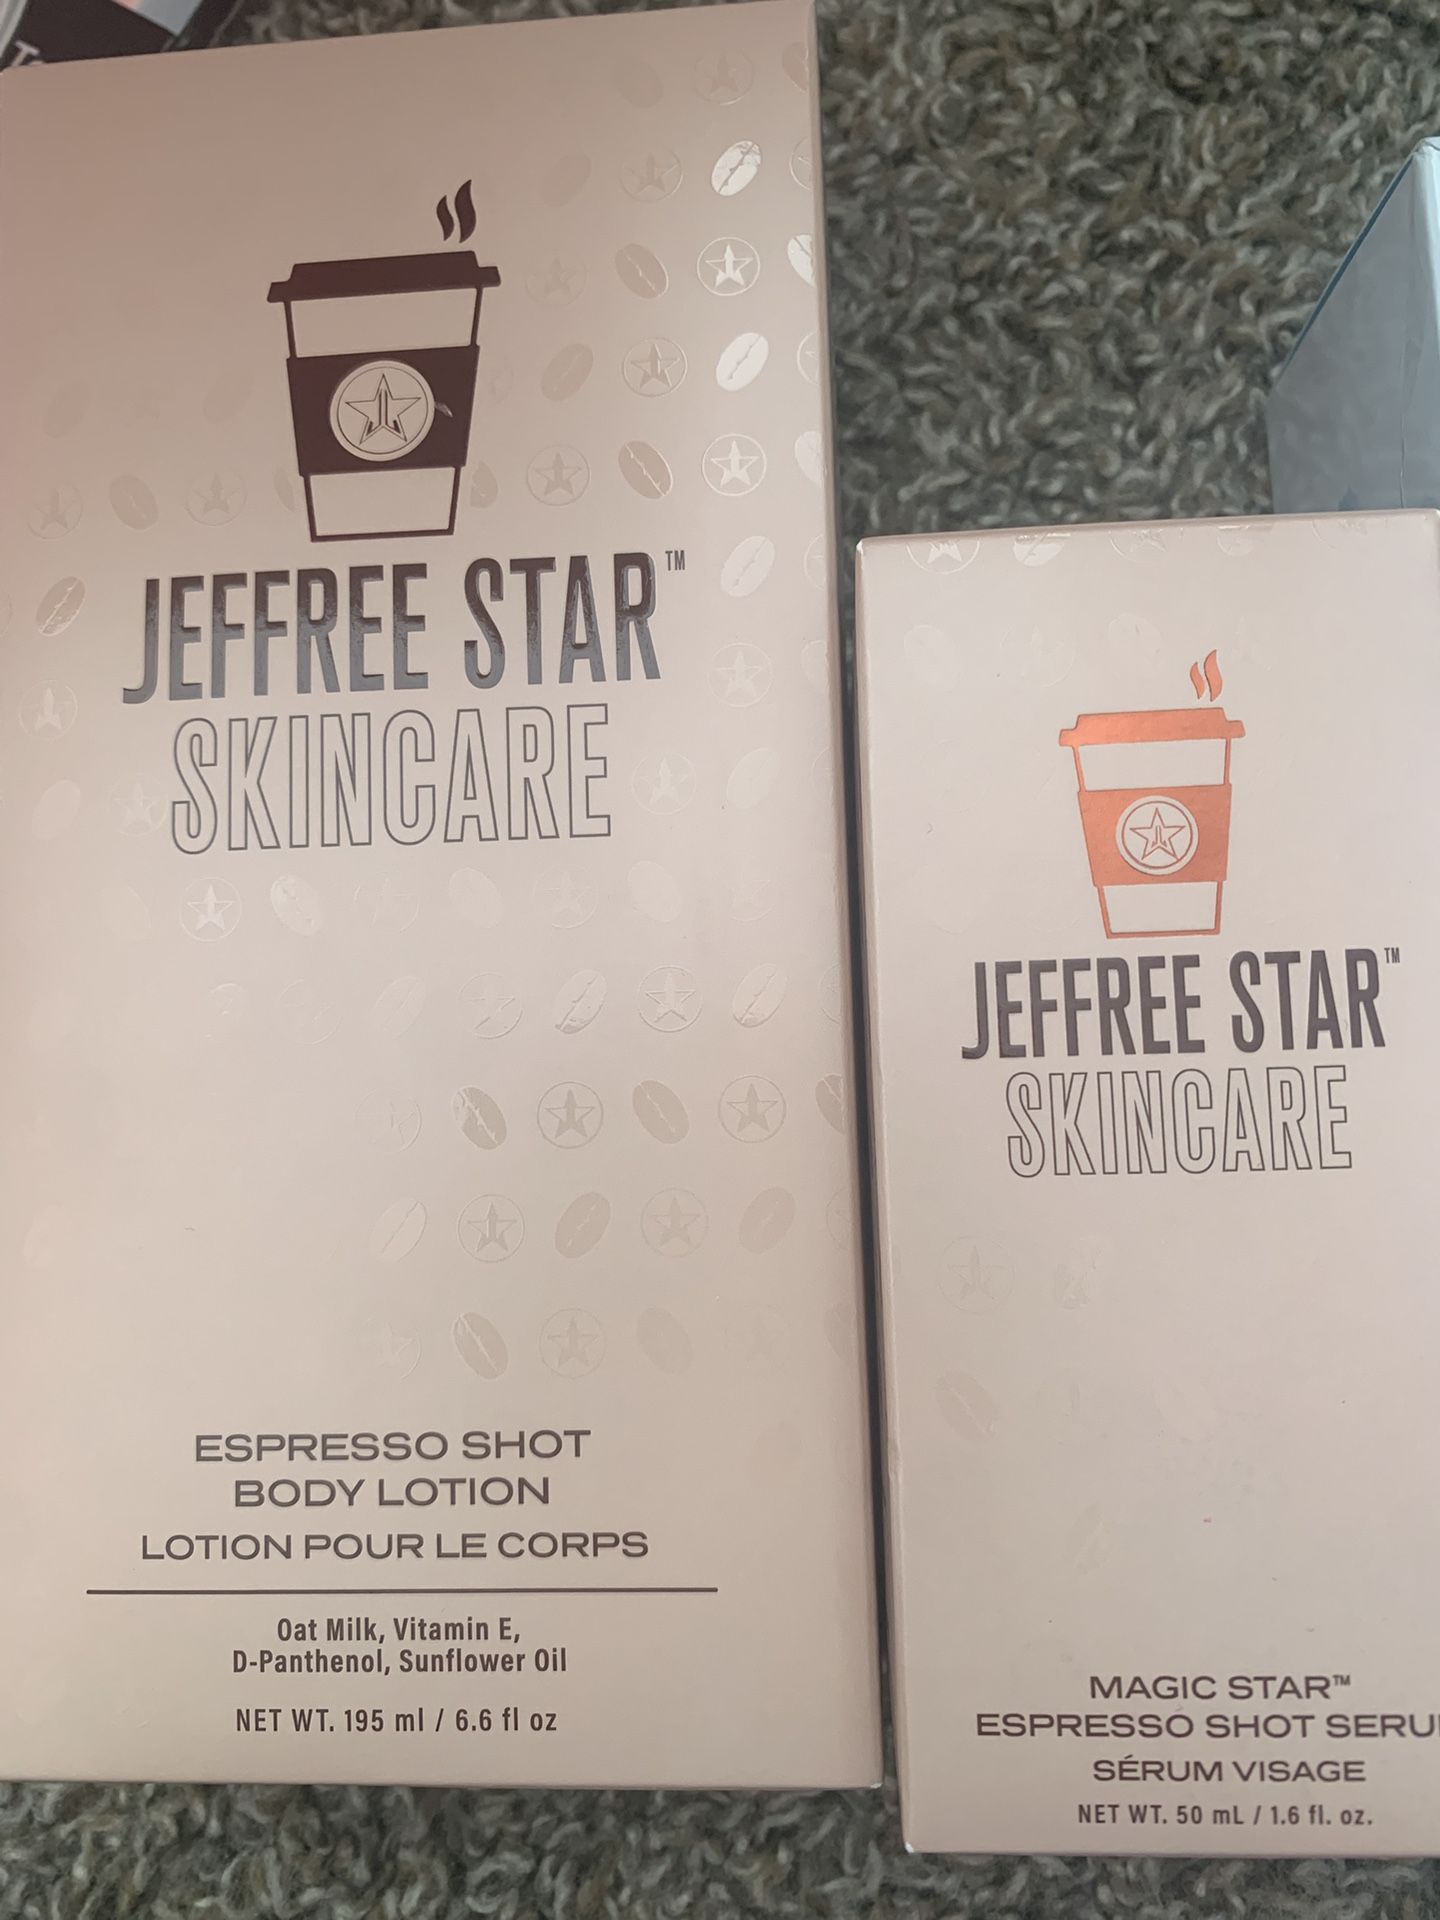 JEFFREE STAR™
SKINCARE
ESPRESSO SHOT
BODY LOTION
LOTION POUR LE CORPS
Oat Milk, Vitamin E,
D-Panthenol, Sunflower Oil
NET WT. 195 ml / 6.6 fl oz
JEFFREE STAR™
SKINCARE
MAGIC STAR™
ESPRESSO SHOT
SÉRUM VISAGE
NET WT. 50 mL / 1.6 fl. oz.